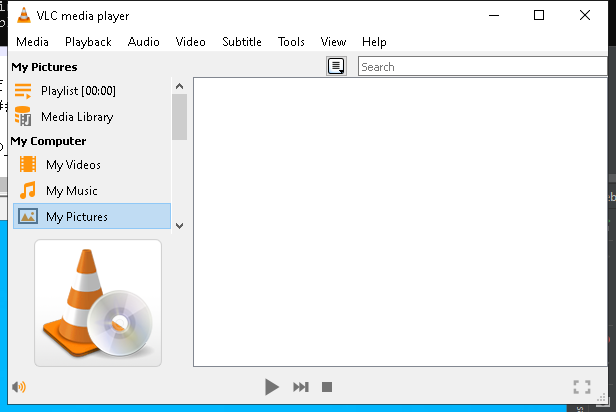 VLC media player
Media Playback Audio Video Subtitle Tools View Help
My Pictures
Search
Playlist [00:00]
Media Library
My Computer
My Videos
My Music
My Pictures